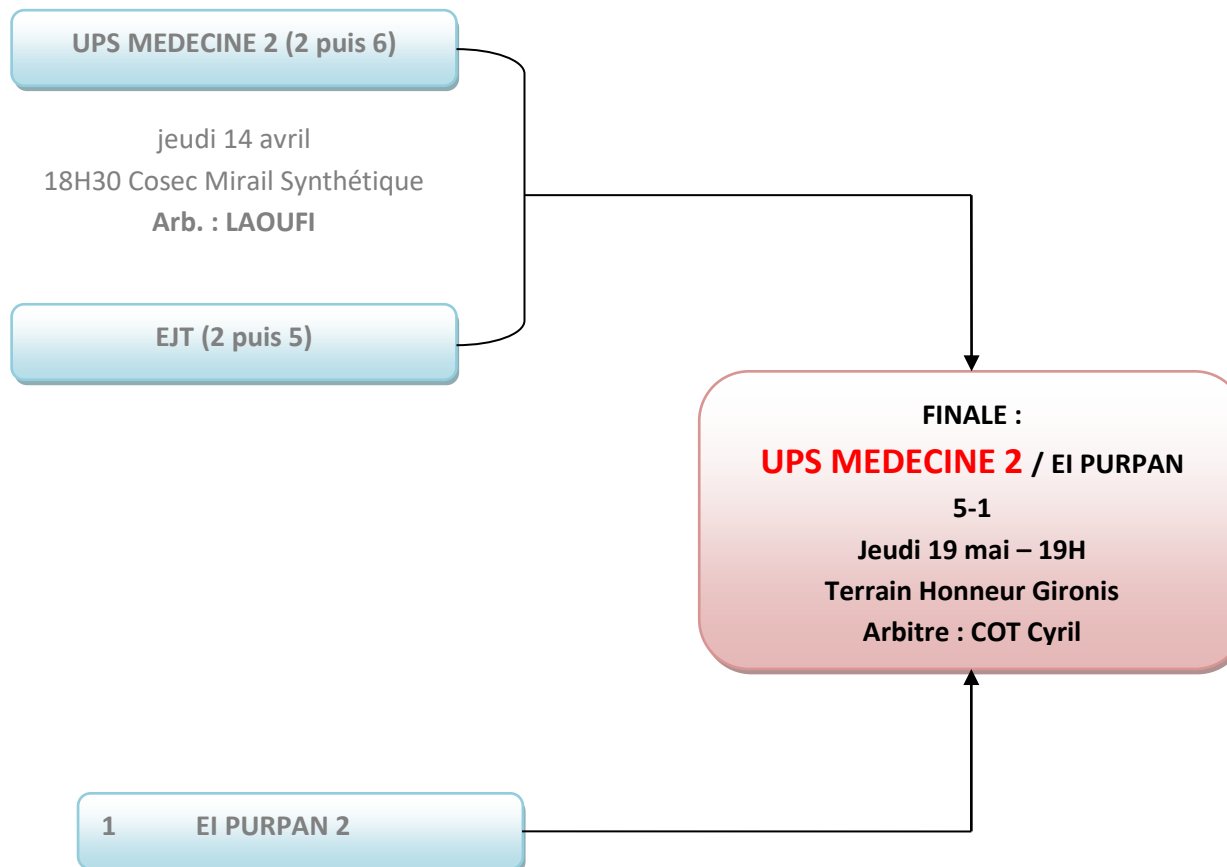 UPS MEDECINE 2 (2 puis 6)
jeudi 14 avril
18H30 Cosec Mirail Synthétique
Arb. : LAOUFI
EJT (2 puis 5)
FINALE :
UPS MEDECINE 2 / EI PURPAN
5-1
Jeudi 19 mai – 19H
Terrain Honneur Gironis
Arbitre : COT Cyril
1 EI PURPAN 2